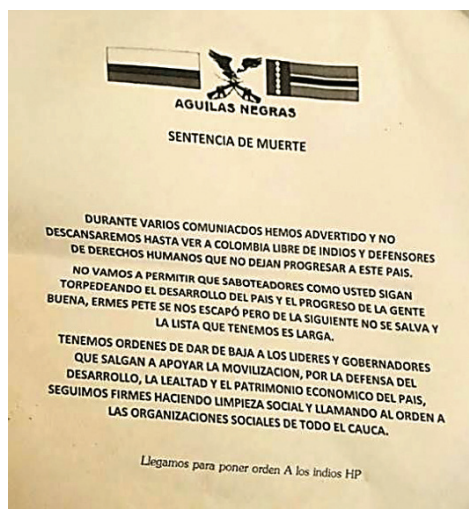 AGUILAS NEGRAS
SENTENCIA DE MUERTE
DURANTE VARIOS COMUNIACDOS HEMOS ADVERTIDO Y NO
DESCANSAREMOS HASTA VER A COLOMBIA LIBRE DE INDIOS Y DEFENSORES
DE DERECHOS HUMANOS QUE NO DEJAN PROGRESAR A ESTE PAIS.
NO VAMOS A PERMITIR QUE SABOTEADORES COMO USTED SIGAN
TORPEDEANDO EL DESARROLLO DEL PAIS Y EL PROGRESO DE LA GENTE
BUENA, ERMES PETE SE NOS ESCAPÓ PERO DE LA SIGUIENTE NO SE SALVA Y
LA LISTA QUE TENEMOS ES LARGA.
TENEMOS ORDENES DE DAR DE BAJA A LOS LIDERES Y GOBERNADORES
QUE SALGAN A APOYAR LA MOVILIZACION, POR LA DEFENSA DEL
DESARROLLO, LA LEALTAD Y EL PATRIMONIO ECONOMICO DEL PAIS,
SEGUIMOS FIRMES HACIENDO LIMPIEZA SOCIAL Y LLAMANDO AL ORDEN A
LAS ORGANIZACIONES SOCIALES DE TODO EL CAUCA.
Llegamos para poner orden A los indios HP